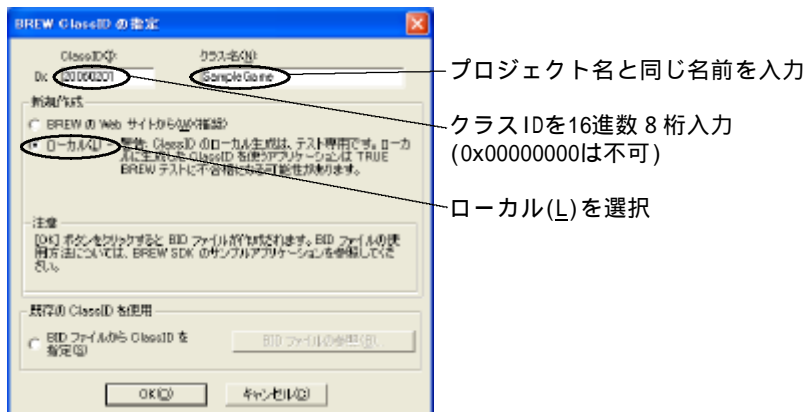 BREW ClassID の指定
ClassID(I):
クラス名(N):
0x 20060201
SampleGame
プロジェクト名と同じ名前を入力
新規作成
BREW の Web サイトから(W)(推奨)
クラスIDを16進数8桁入力
(0x00000000は不可)
ローカル(L) - 警告: ClassID のローカル生成は、テスト専用です。ローカ
ルに生成した ClassID を使うアプリケーションは TRUE
BREW テストに不合格になる可能性があります。
ローカル(L)を選択
注意
[OK] ボタンをクリックすると BID ファイルが作成されます。BID ファイルの使
用方法については、BREW SDK のサンプルアプリケーションを参照してくだ
さい。
既存の ClassID を使用
BID ファイルから ClassID を
指定(S)
BID ファイルの参照(B)...
OK(O)
キャンセル(C)